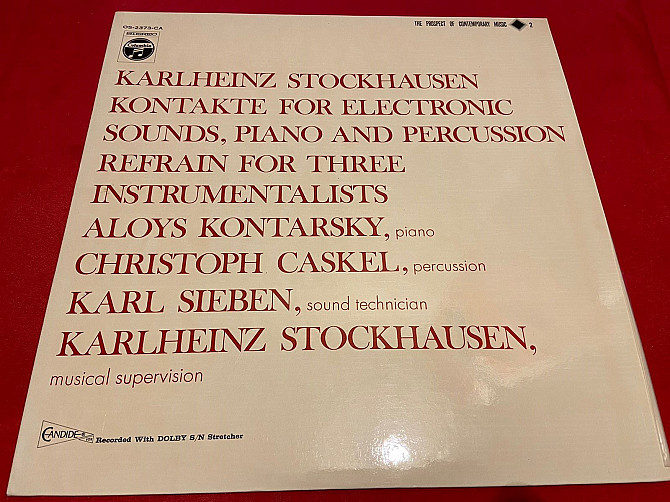 OS-2373-CA
THE PROSPECT OF CONTEMPORARY MUSIC 2
Columbia
KARLHEINZ STOCKHAUSEN
KONTAKTE FOR ELECTRONIC
SOUNDS, PIANO AND PERCUSSION
REFRAIN FOR THREE
INSTRUMENTALISTS
ALOYS KONTARSKY, piano
CHRISTOPH CASKEL, percussion
KARL SIEBEN, sound technician
KARLHEINZ STOCKHAUSEN,
musical supervision
CANDIDE Recorded With DOLBY S/N Stretcher